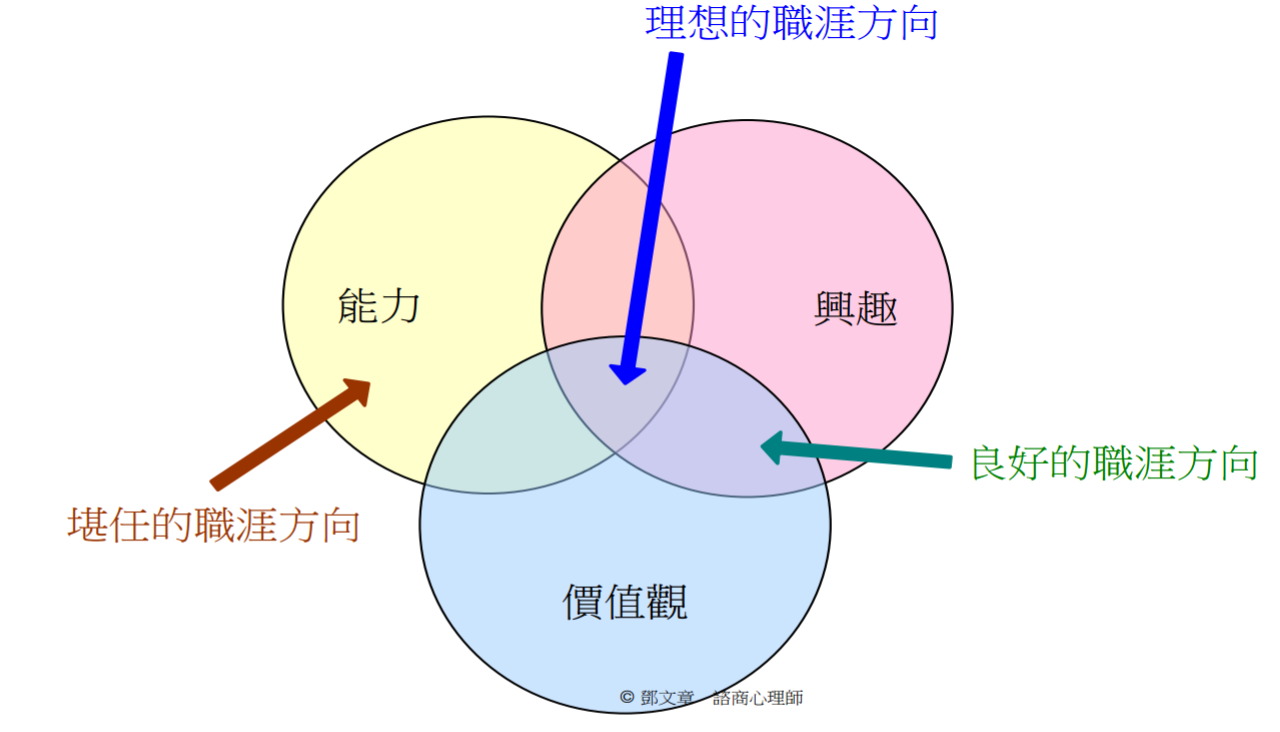 理想的職涯方向
能力
興趣
良好的職涯方向
堪任的職涯方向
價值觀
© 鄧文章 諮商心理師